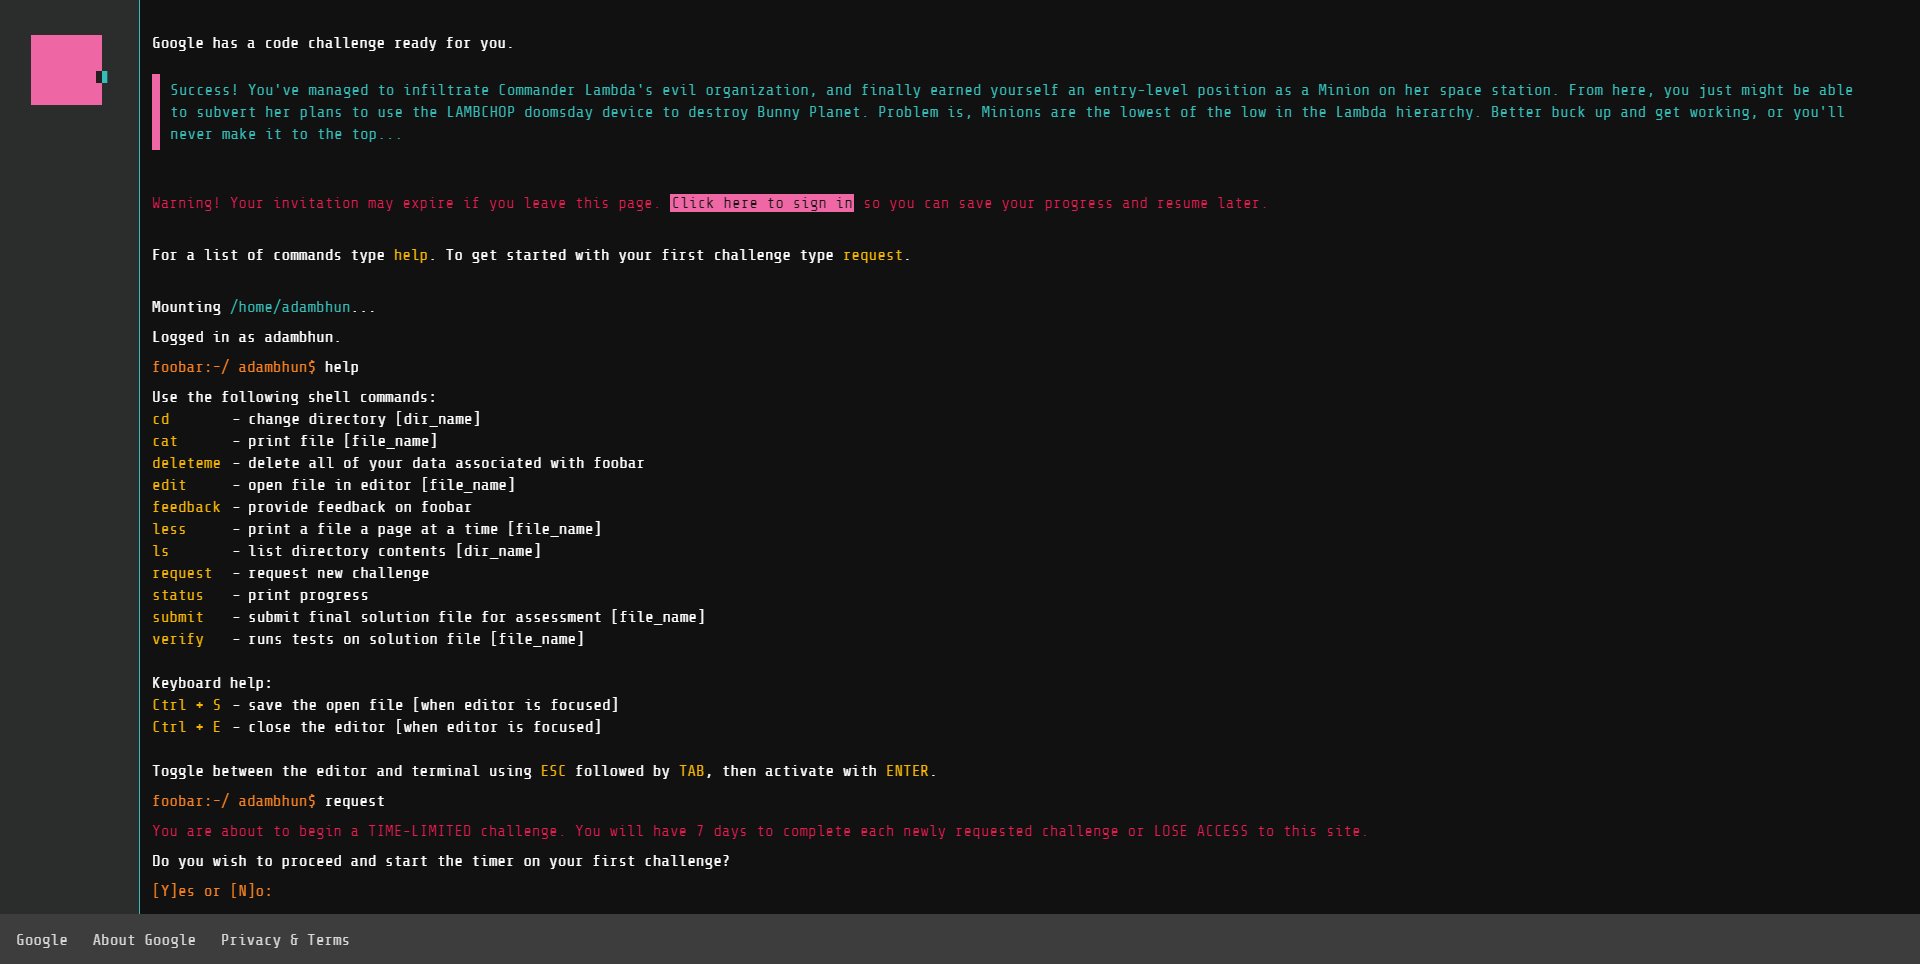 Google has a code challenge ready for you.
Success! You've managed to infiltrate Commander Lambda's evil organization, and finally earned yourself an entry-level position as a Minion on her space station. From here, you just might be able
to subvert her plans to use the LAMBCHOP doomsday device to destroy Bunny Planet. Problem is, Minions are the lowest of the low in the Lambda hierarchy. Better buck up and get working, or you'll
never make it to the top...
Warning! Your invitation may expire if you leave this page. Click here to sign in so you can save your progress and resume later.
For a list of commands type help. To get started with your first challenge type request.
Mounting /home/adambhun...
Logged in as adambhun.
foobar:~/ adambhun$ help
Use the following shell commands:
cd - change directory [dir_name]
cat - print file [file_name]
deleteme - delete all of your data associated with foobar
edit - open file in editor [file_name]
feedback - provide feedback on foobar
less - print a file a page at a time [file_name]
ls - list directory contents [dir_name]
request - request new challenge
status - print progress
submit - submit final solution file for assessment [file_name]
verify - runs tests on solution file [file_name]
Keyboard help:
Ctrl + S - save the open file [when editor is focused]
Ctrl + E - close the editor [when editor is focused]
Toggle between the editor and terminal using ESC followed by TAB, then activate with ENTER.
foobar:~/ adambhun$ request
You are about to begin a TIME-LIMITED challenge. You will have 7 days to complete each newly requested challenge or LOSE ACCESS to this site.
Do you wish to proceed and start the timer on your first challenge?
[Y]es or [N]o:
Google About Google Privacy & Terms